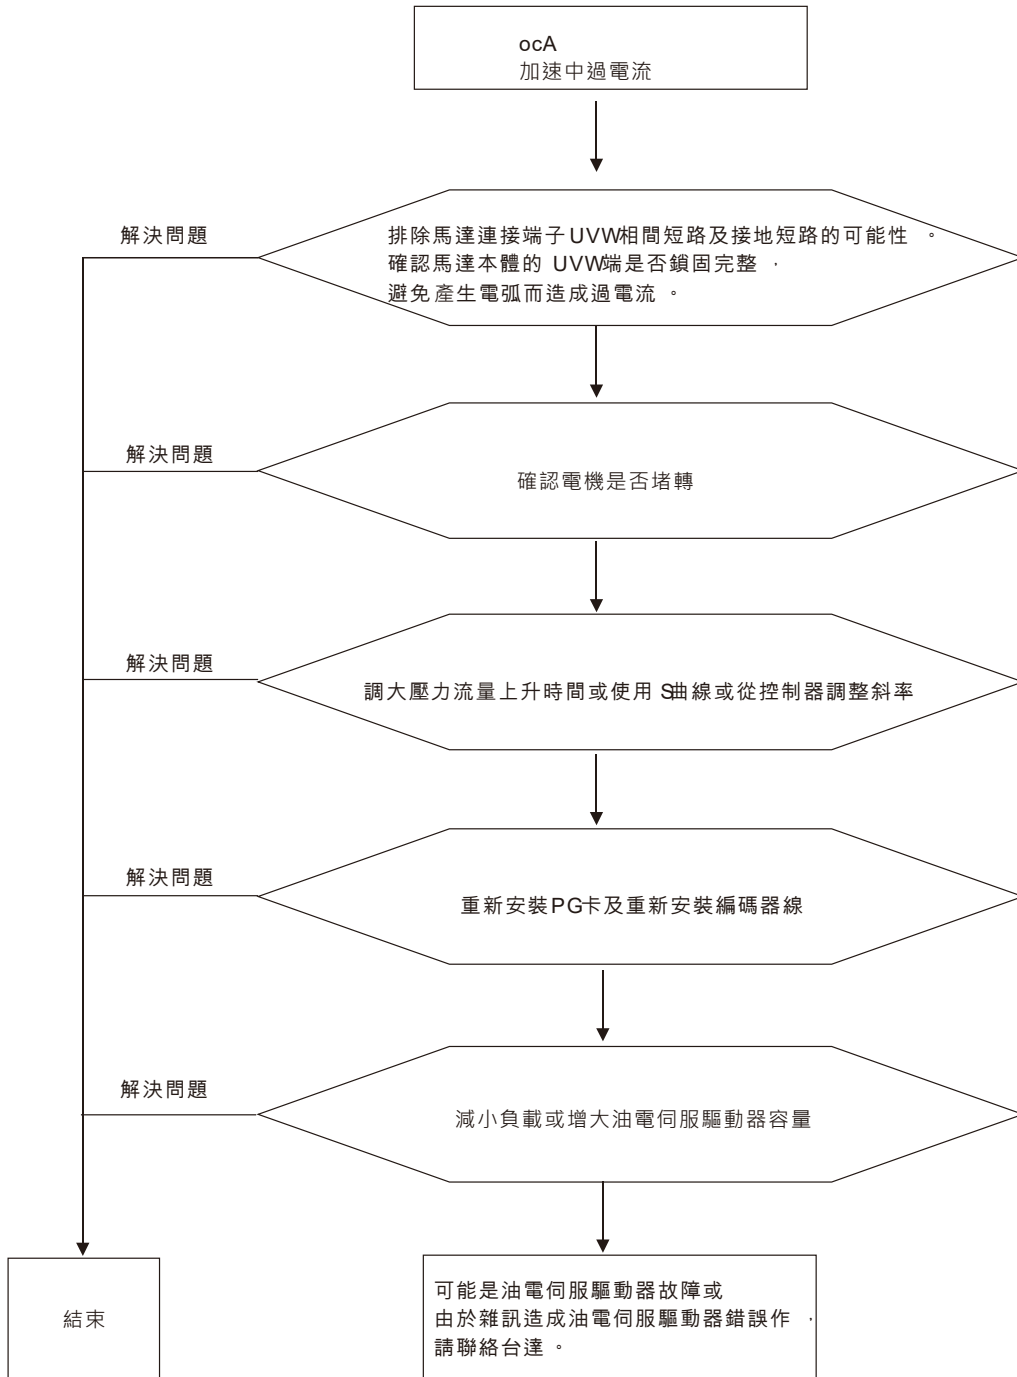 ocA
加速中過電流
解決問題
排除馬達連接端子UVW相間短路及接地短路的可能性。
確認馬達本體的 UVW端是否鎖固完整，
避免產生電弧而造成過電流。
解決問題
確認電機是否堵轉
解決問題
調大壓力流量上升時間或使用 S曲線或從控制器調整斜率
解決問題
重新安裝PG卡及重新安裝編碼器線
解決問題
減小負載或增大油電伺服驅動器容量
結束
可能是油電伺服驅動器故障或
由於雜訊造成油電伺服驅動器錯誤作，
請聯絡台達。